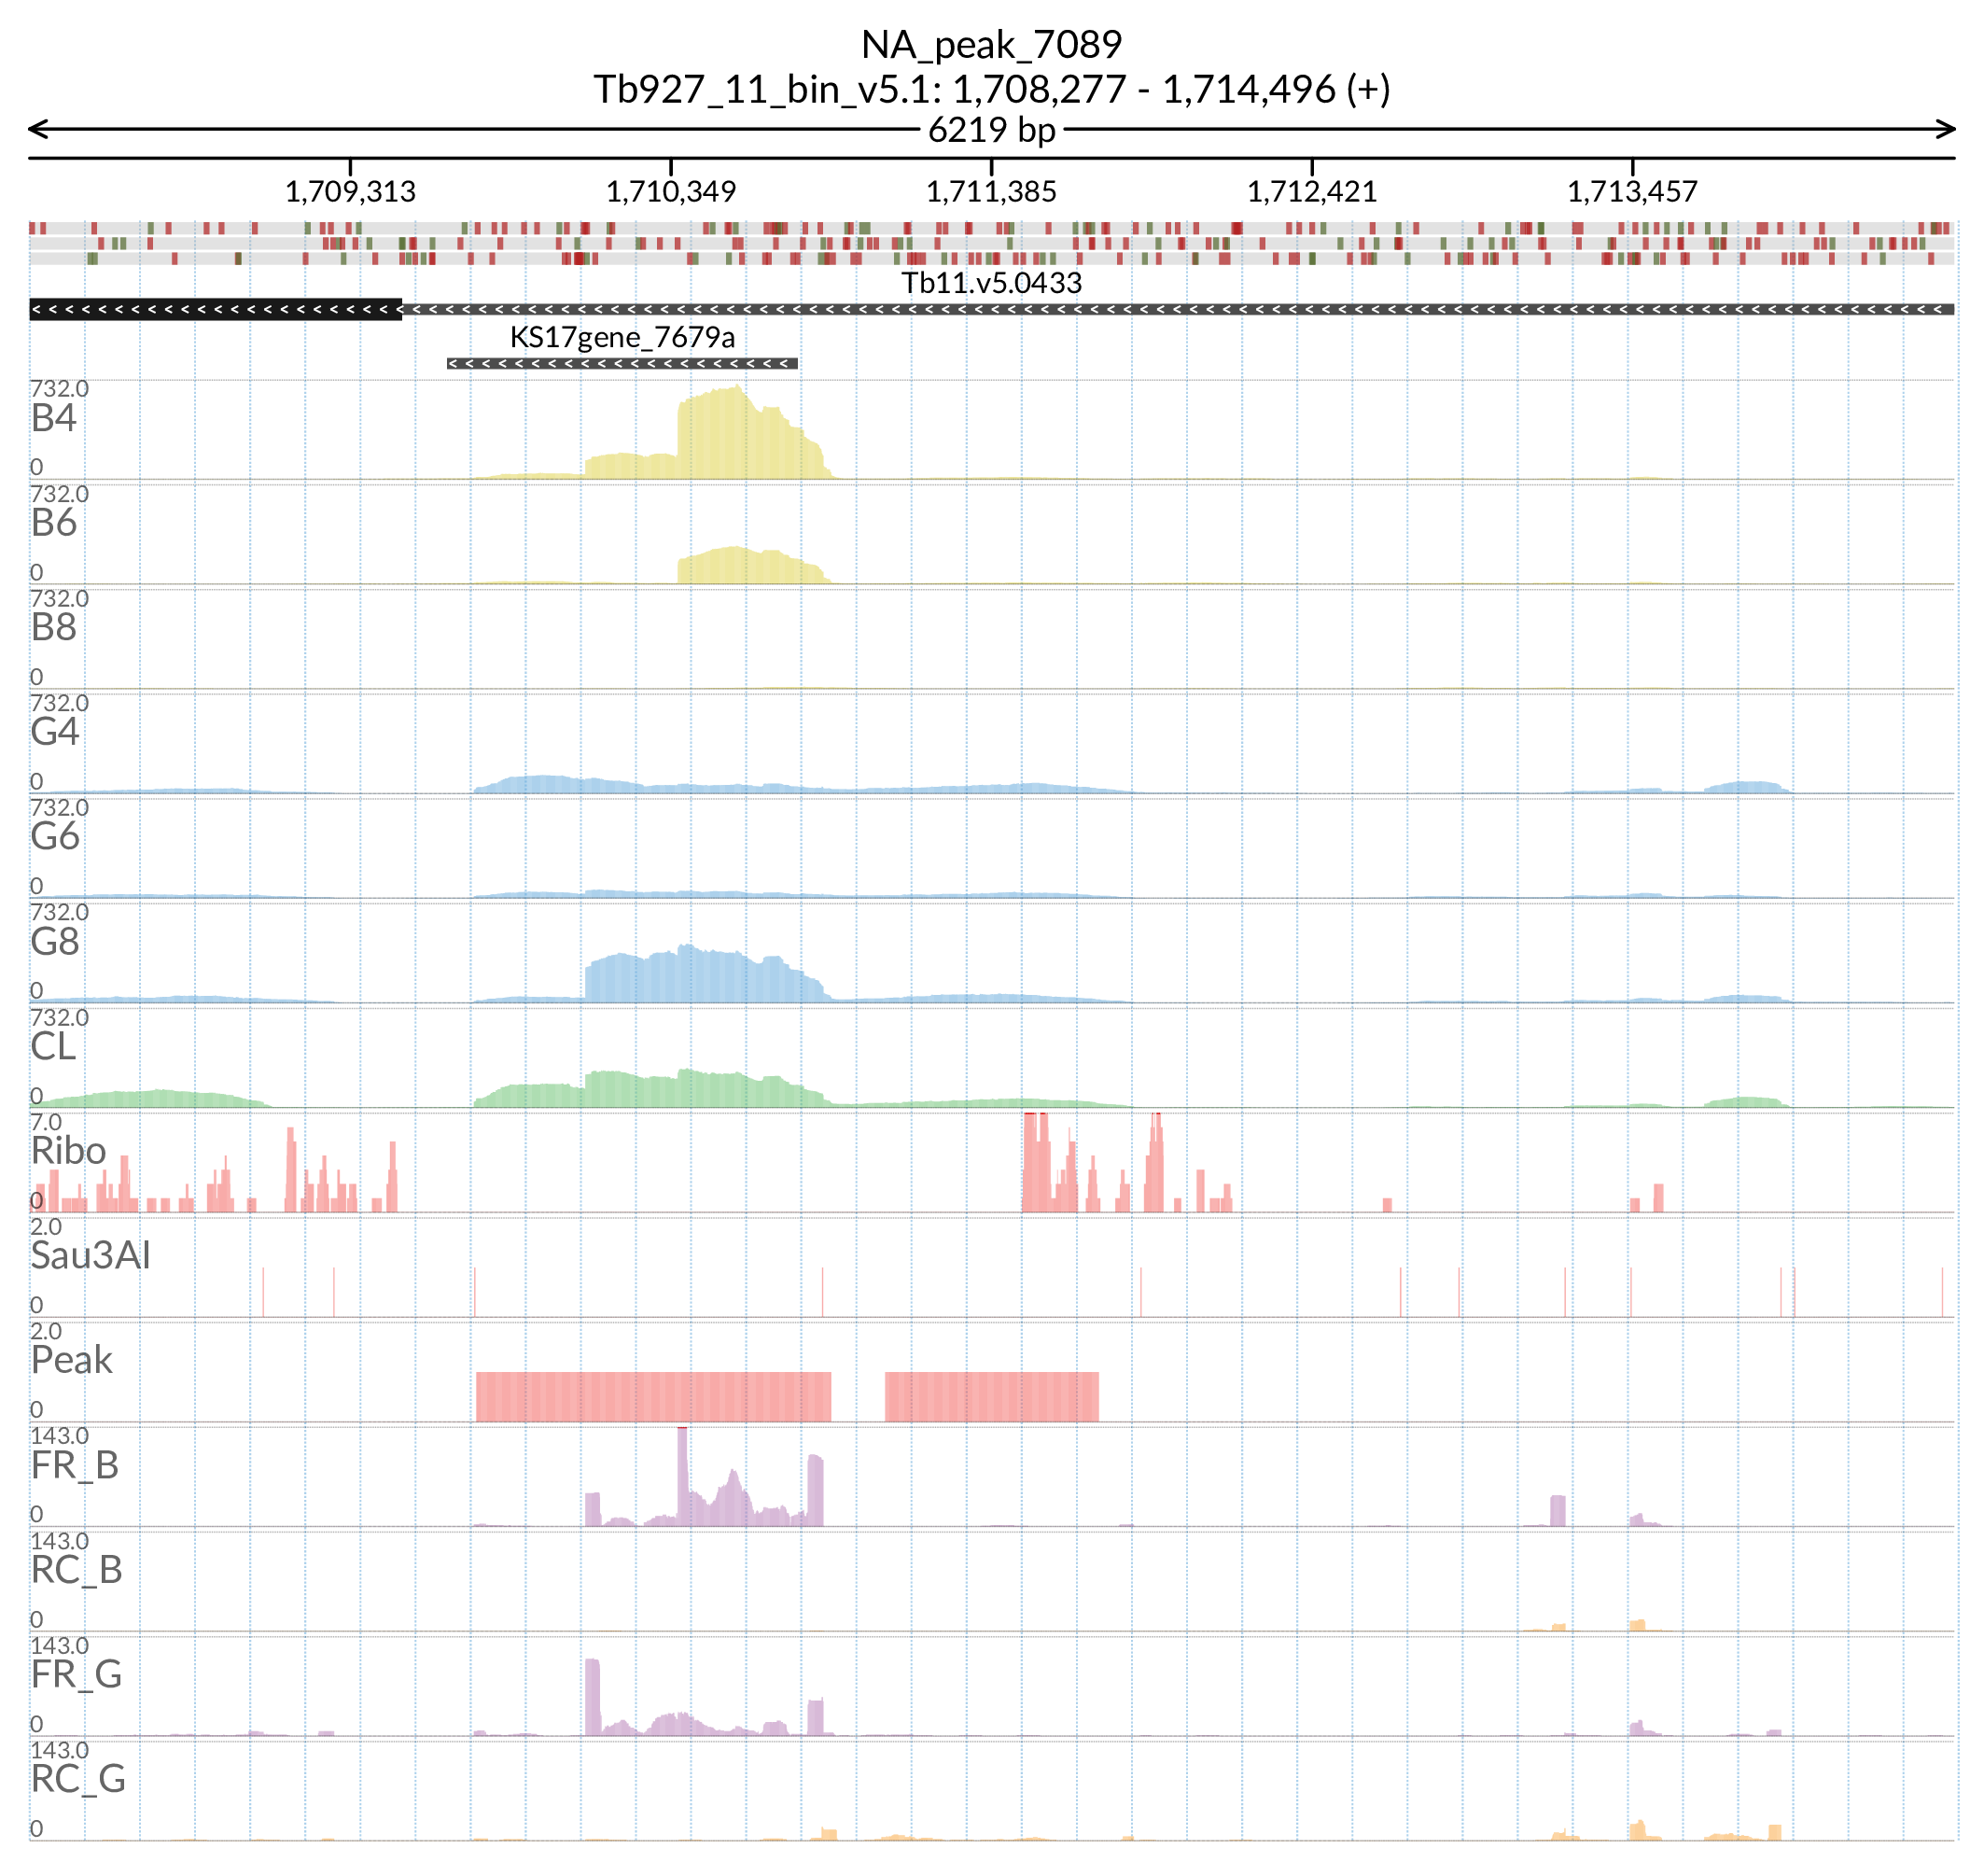 NA_peak_7089
Tb927_11_bin_v5.1: 1,708,277 - 1,714,496 (+)
6219 bp
1,709,313 1,710,349 1,711,385 1,712,421 1,713,457
Tb11.v5.0433
KS17gene_7679a
732.0
B4
0
732.0
B6
0
732.0
B8
0
732.0
G4
0
732.0
G6
0
732.0
G8
0
732.0
CL
0
7.0
Ribo
0
2.0
Sau3AI
0
2.0
Peak
0
143.0
FR_B
0
143.0
RC_B
0
143.0
FR_G
0
143.0
RC_G
0